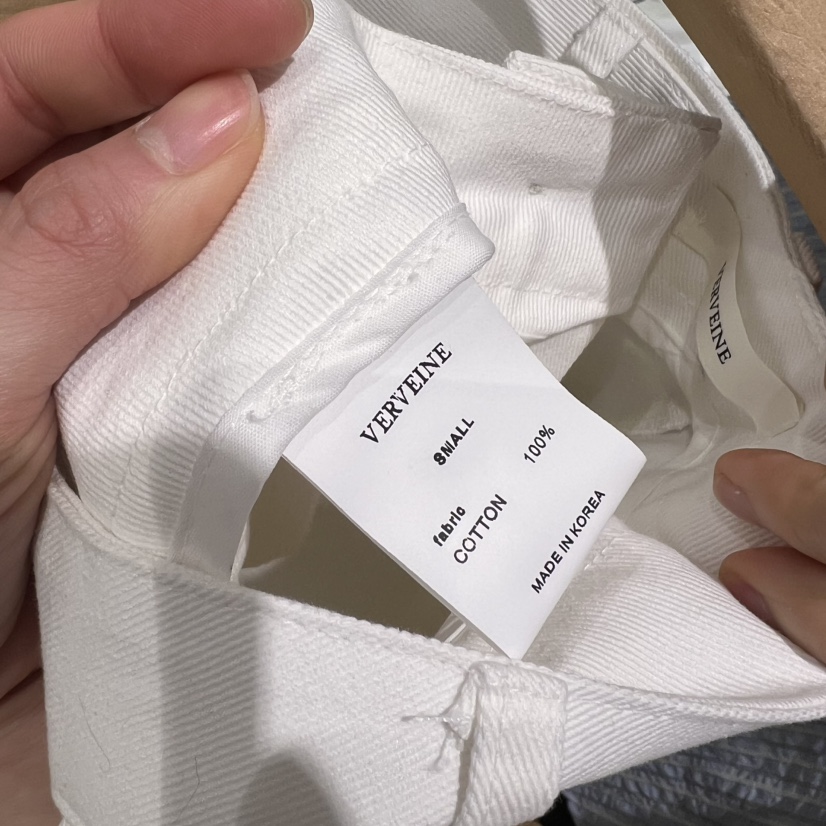 VERVEINE
SMALL
fabric
COTTON 100%
MADE IN KOREA
VERVEINE